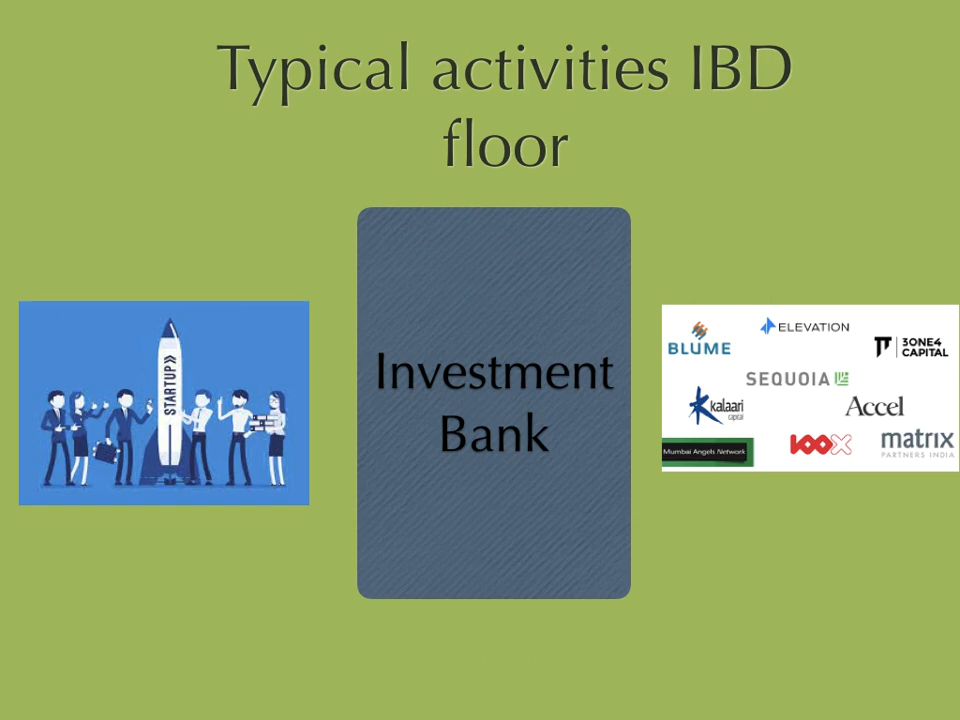 Typical activities IBD
floor
STARTUP
Investment
Bank
BLUME
ELEVATION
3ONE4
CAPITAL
SEQUOIA
kalaari
capital
Accel
Mumbai Angels Network
100X
matrix
PARTNERS INDIA